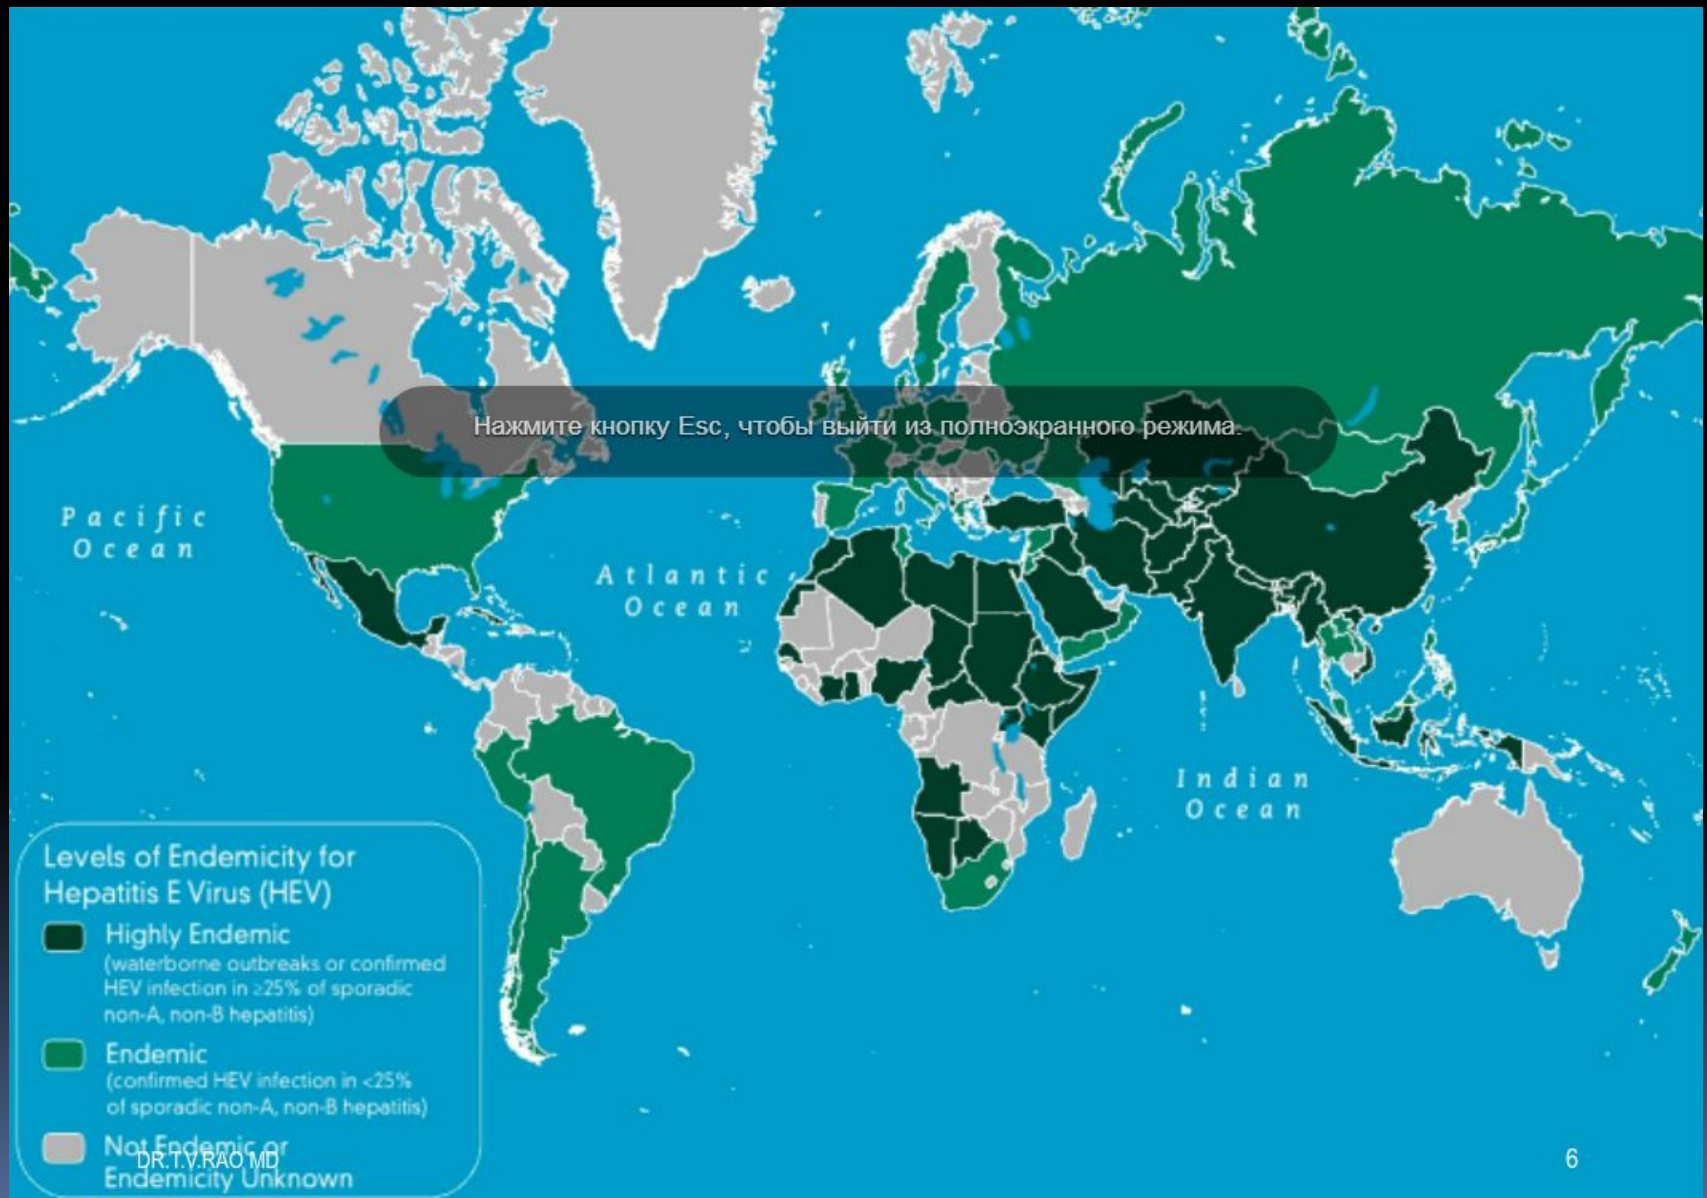 Нажмите кнопку Esc, чтобы выйти из полноэкранного режима.
Pacific
Ocean
Atlantic
Ocean
Indian
Ocean
Levels of Endemicity for
Hepatitis E Virus (HEV)
Highly Endemic
(waterborne outbreaks or confirmed
HEV infection in ≥25% of sporadic
non-A, non-B hepatitis)
Endemic
(confirmed HEV infection in <25%
of sporadic non-A, non-B hepatitis)
Not Endemic or
Endemicity Unknown
DR.T.V.RAO MD
6